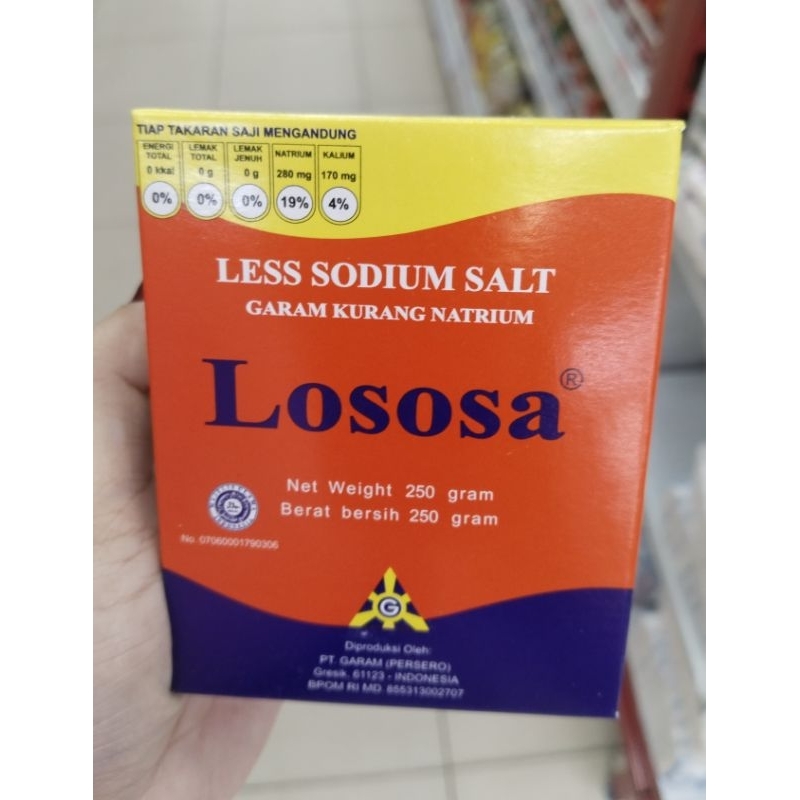 TIAP TAKARAN SAJI MENGANDUNG
ENERGI TOTAL 0 kkal 0%
LEMAK TOTAL 0 g 0%
LEMAK JENUH 0 g 0%
NATRIUM 280 mg 19%
KALIUM 170 mg 4%
LESS SODIUM SALT
GARAM KURANG NATRIUM
Lososa®
Net Weight 250 gram
Berat bersih 250 gram
No. 07060001790306
G
Diproduksi Oleh:
PT. GARAM (PERSERO)
Gresik. 61123 - INDONESIA
BPOM RI MD 855313002707